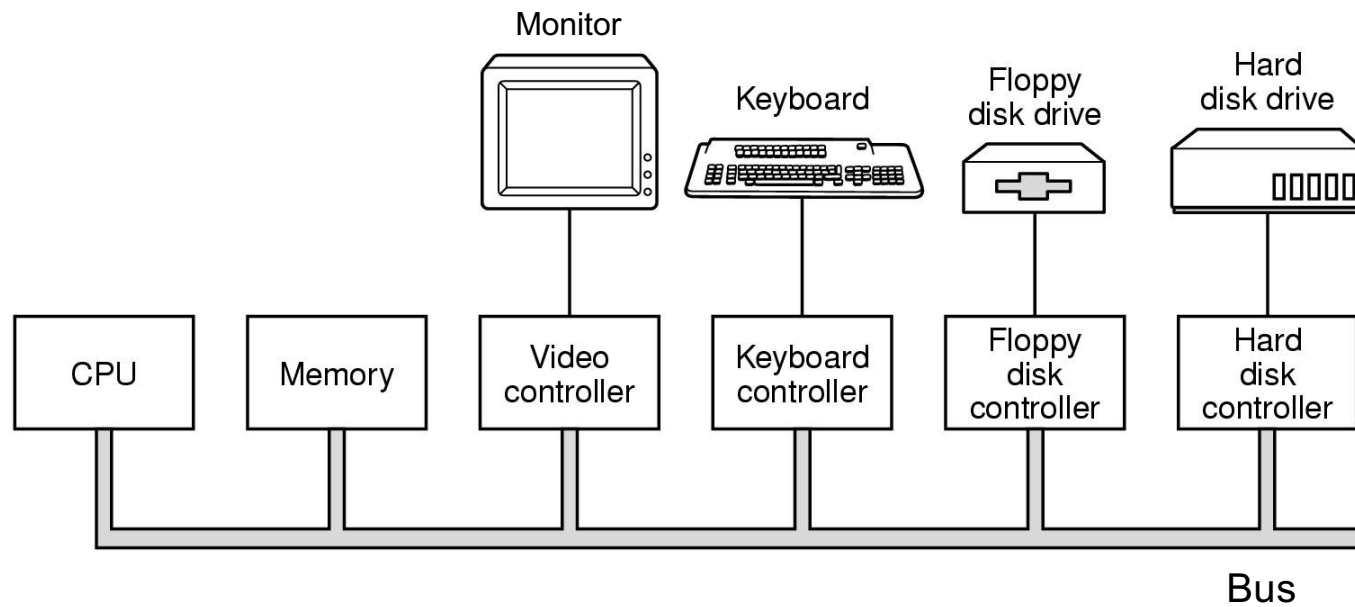 Monitor
Keyboard
Floppy
disk drive
Hard
disk drive
CPU
Memory
Video
controller
Keyboard
controller
Floppy
disk
controller
Hard
disk
controller
Bus